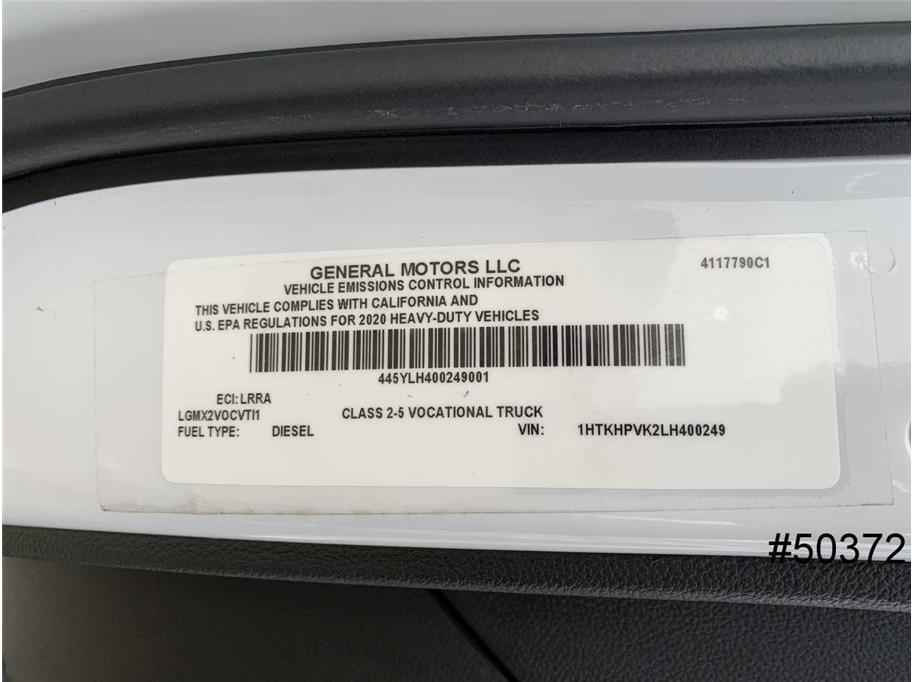 GENERAL MOTORS LLC
4117790C1
VEHICLE EMISSIONS CONTROL INFORMATION
THIS VEHICLE COMPLIES WITH CALIFORNIA AND
U.S. EPA REGULATIONS FOR 2020 HEAVY-DUTY VEHICLES
445YLH400249001
ECI: LRRA
LGMX2VOCVTI1
CLASS 2-5 VOCATIONAL TRUCK
FUEL TYPE: DIESEL
VIN: 1HTKHPVK2LH400249
#50372